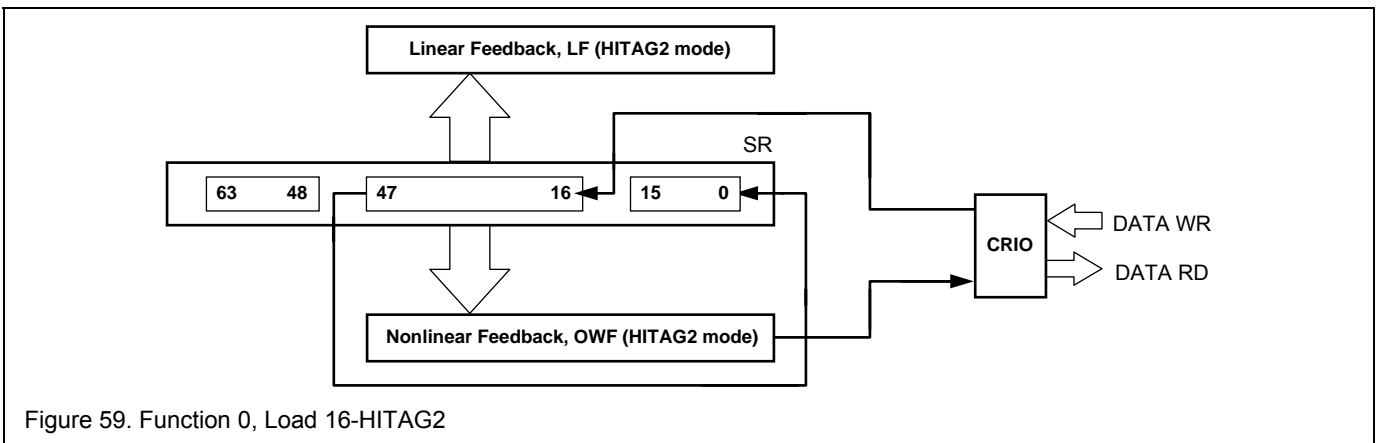 Linear Feedback, LF (HITAG2 mode)
SR
63 48 47 16 15 0
CRIO
DATA WR
DATA RD
Nonlinear Feedback, OWF (HITAG2 mode)
Figure 59. Function 0, Load 16-HITAG2